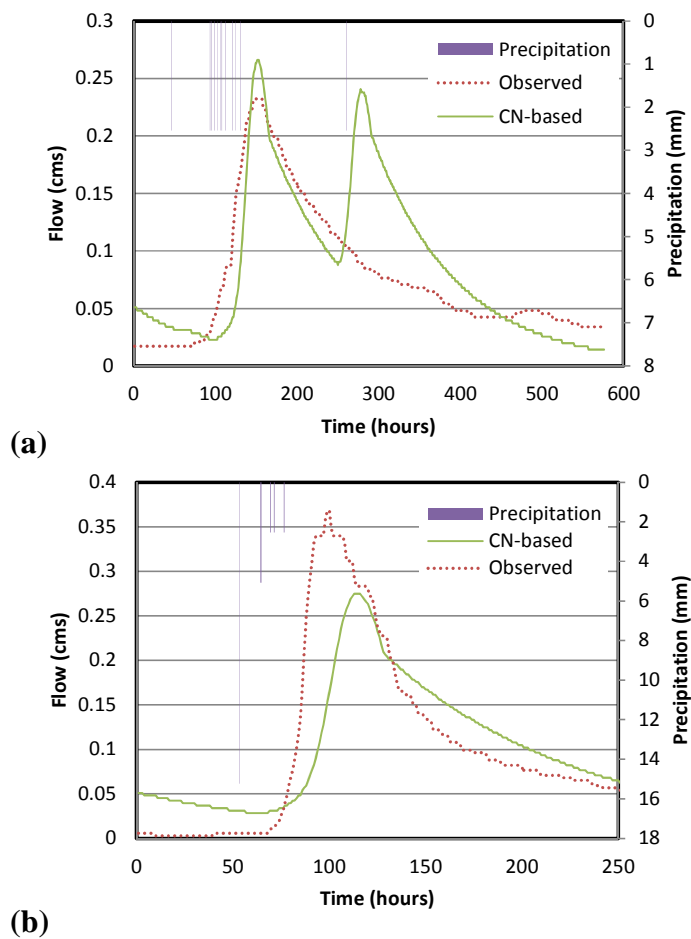 0.3
0.25
0.2
0.15
0.1
0.05
0
Flow (cms)
0
1
2
3
4
5
6
7
8
Precipitation (mm)
Precipitation
Observed
CN-based
0 100 200 300 400 500 600
Time (hours)
(a)
0.4
0.35
0.3
0.25
0.2
0.15
0.1
0.05
0
Flow (cms)
0
2
4
6
8
10
12
14
16
18
Precipitation (mm)
Precipitation
CN-based
Observed
0 50 100 150 200 250
Time (hours)
(b)